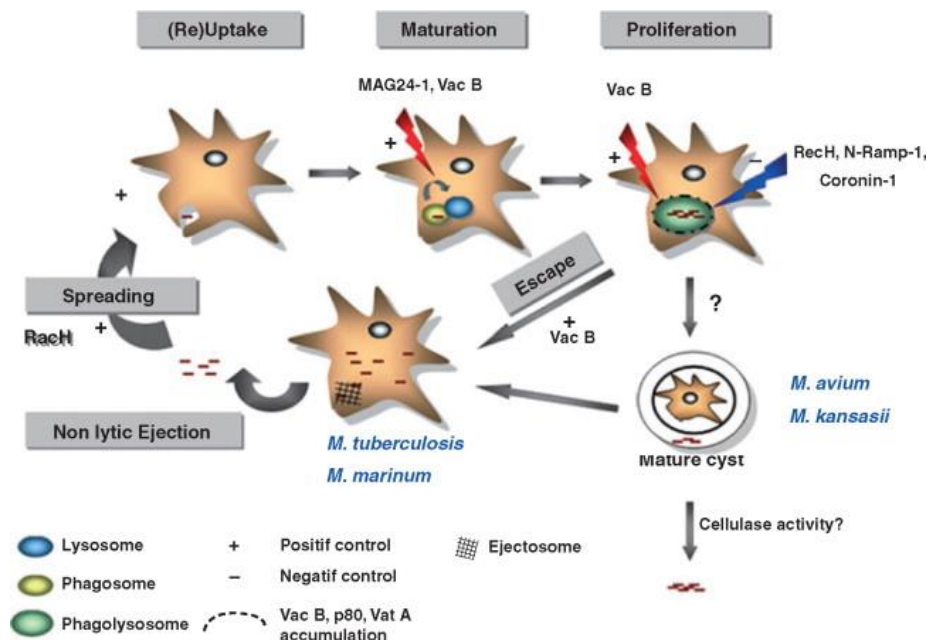 (Re)Uptake
Maturation
Proliferation
MAG24-1, Vac B
Vac B
+
+
+
–
RecH, N-Ramp-1,
Coronin-1
Escape
Spreading
+
Vac B
?
RacH
+
M. avium
M. kansasii
Non lytic Ejection
M. tuberculosis
M. marinum
Mature cyst
Cellulase activity?
Lysosome
+ Positif control
Ejectosome
Phagosome
– Negatif control
Phagolysosome
Vac B, p80, Vat A
accumulation